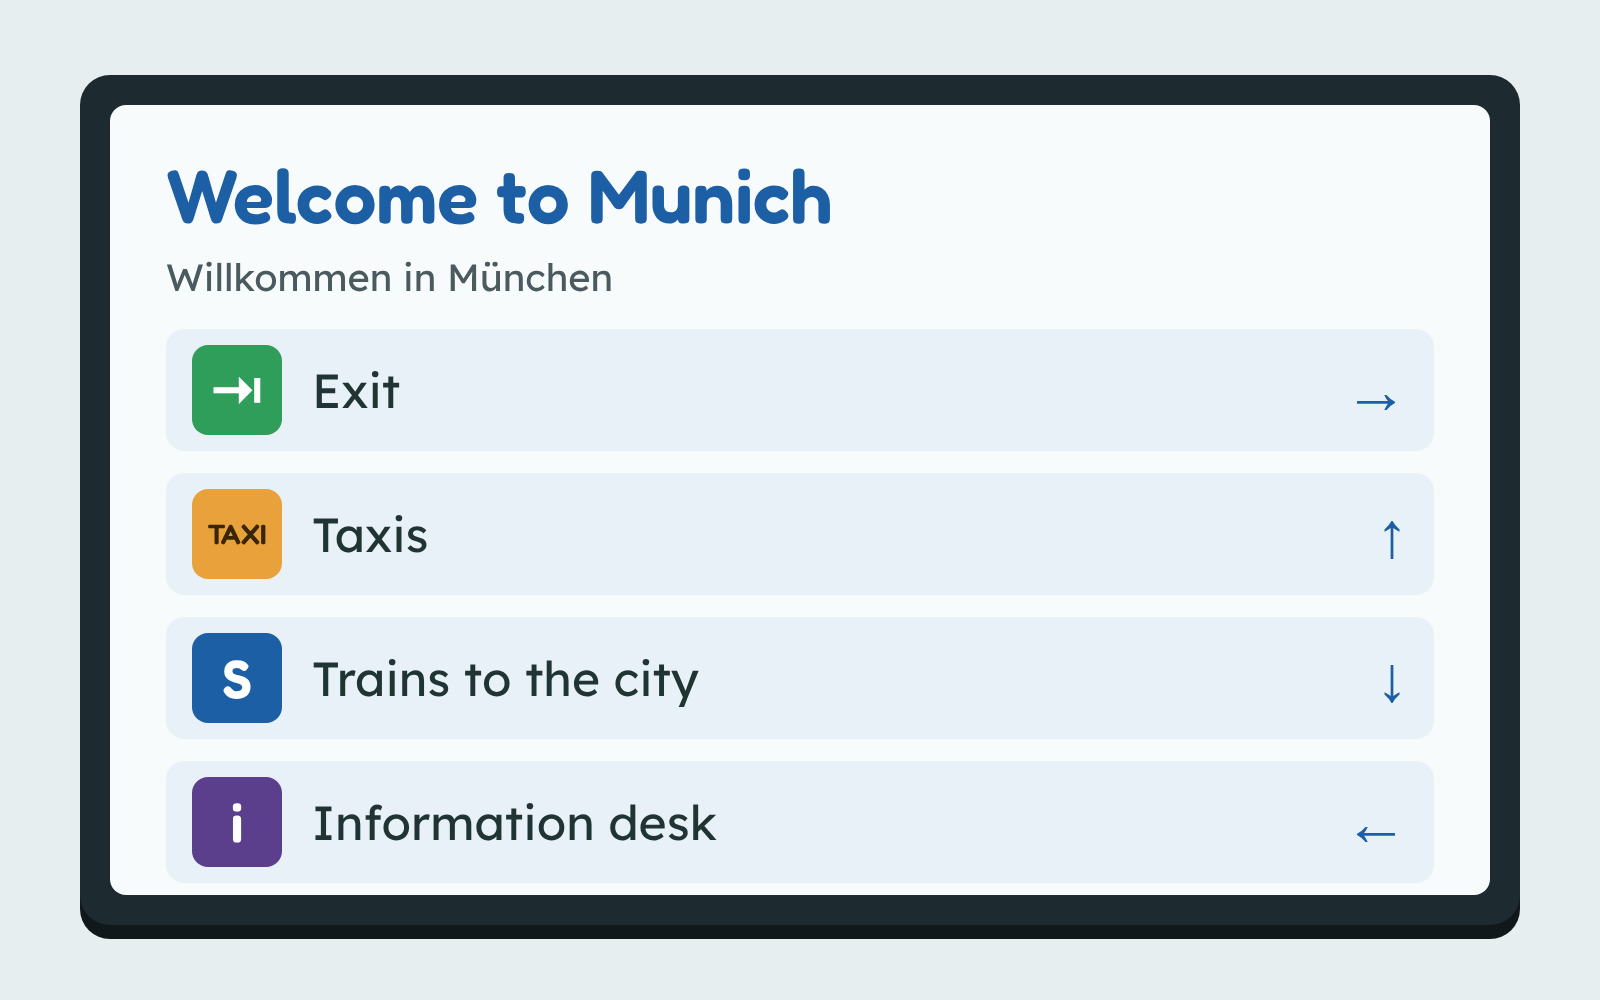 Welcome to Munich
Willkommen in München
Exit →
TAXI Taxis ↑
S Trains to the city ↓
i Information desk ←